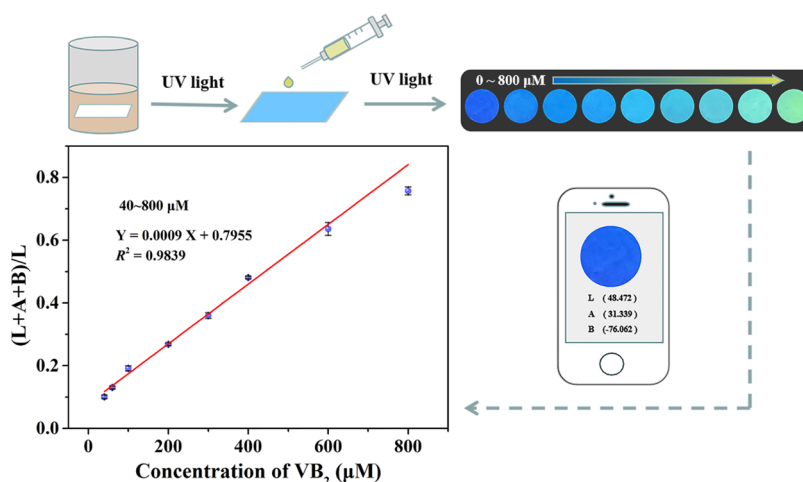 UV light
UV light
0 ~ 800 μM
40~800 μM
Y = 0.0009 X + 0.7955
R² = 0.9839
(L+A+B)/L
0.8
0.6
0.4
0.2
0.0
0 200 400 600 800
Concentration of VB₂ (μM)
L ( 48.472 )
A ( 31.339 )
B (-76.062 )